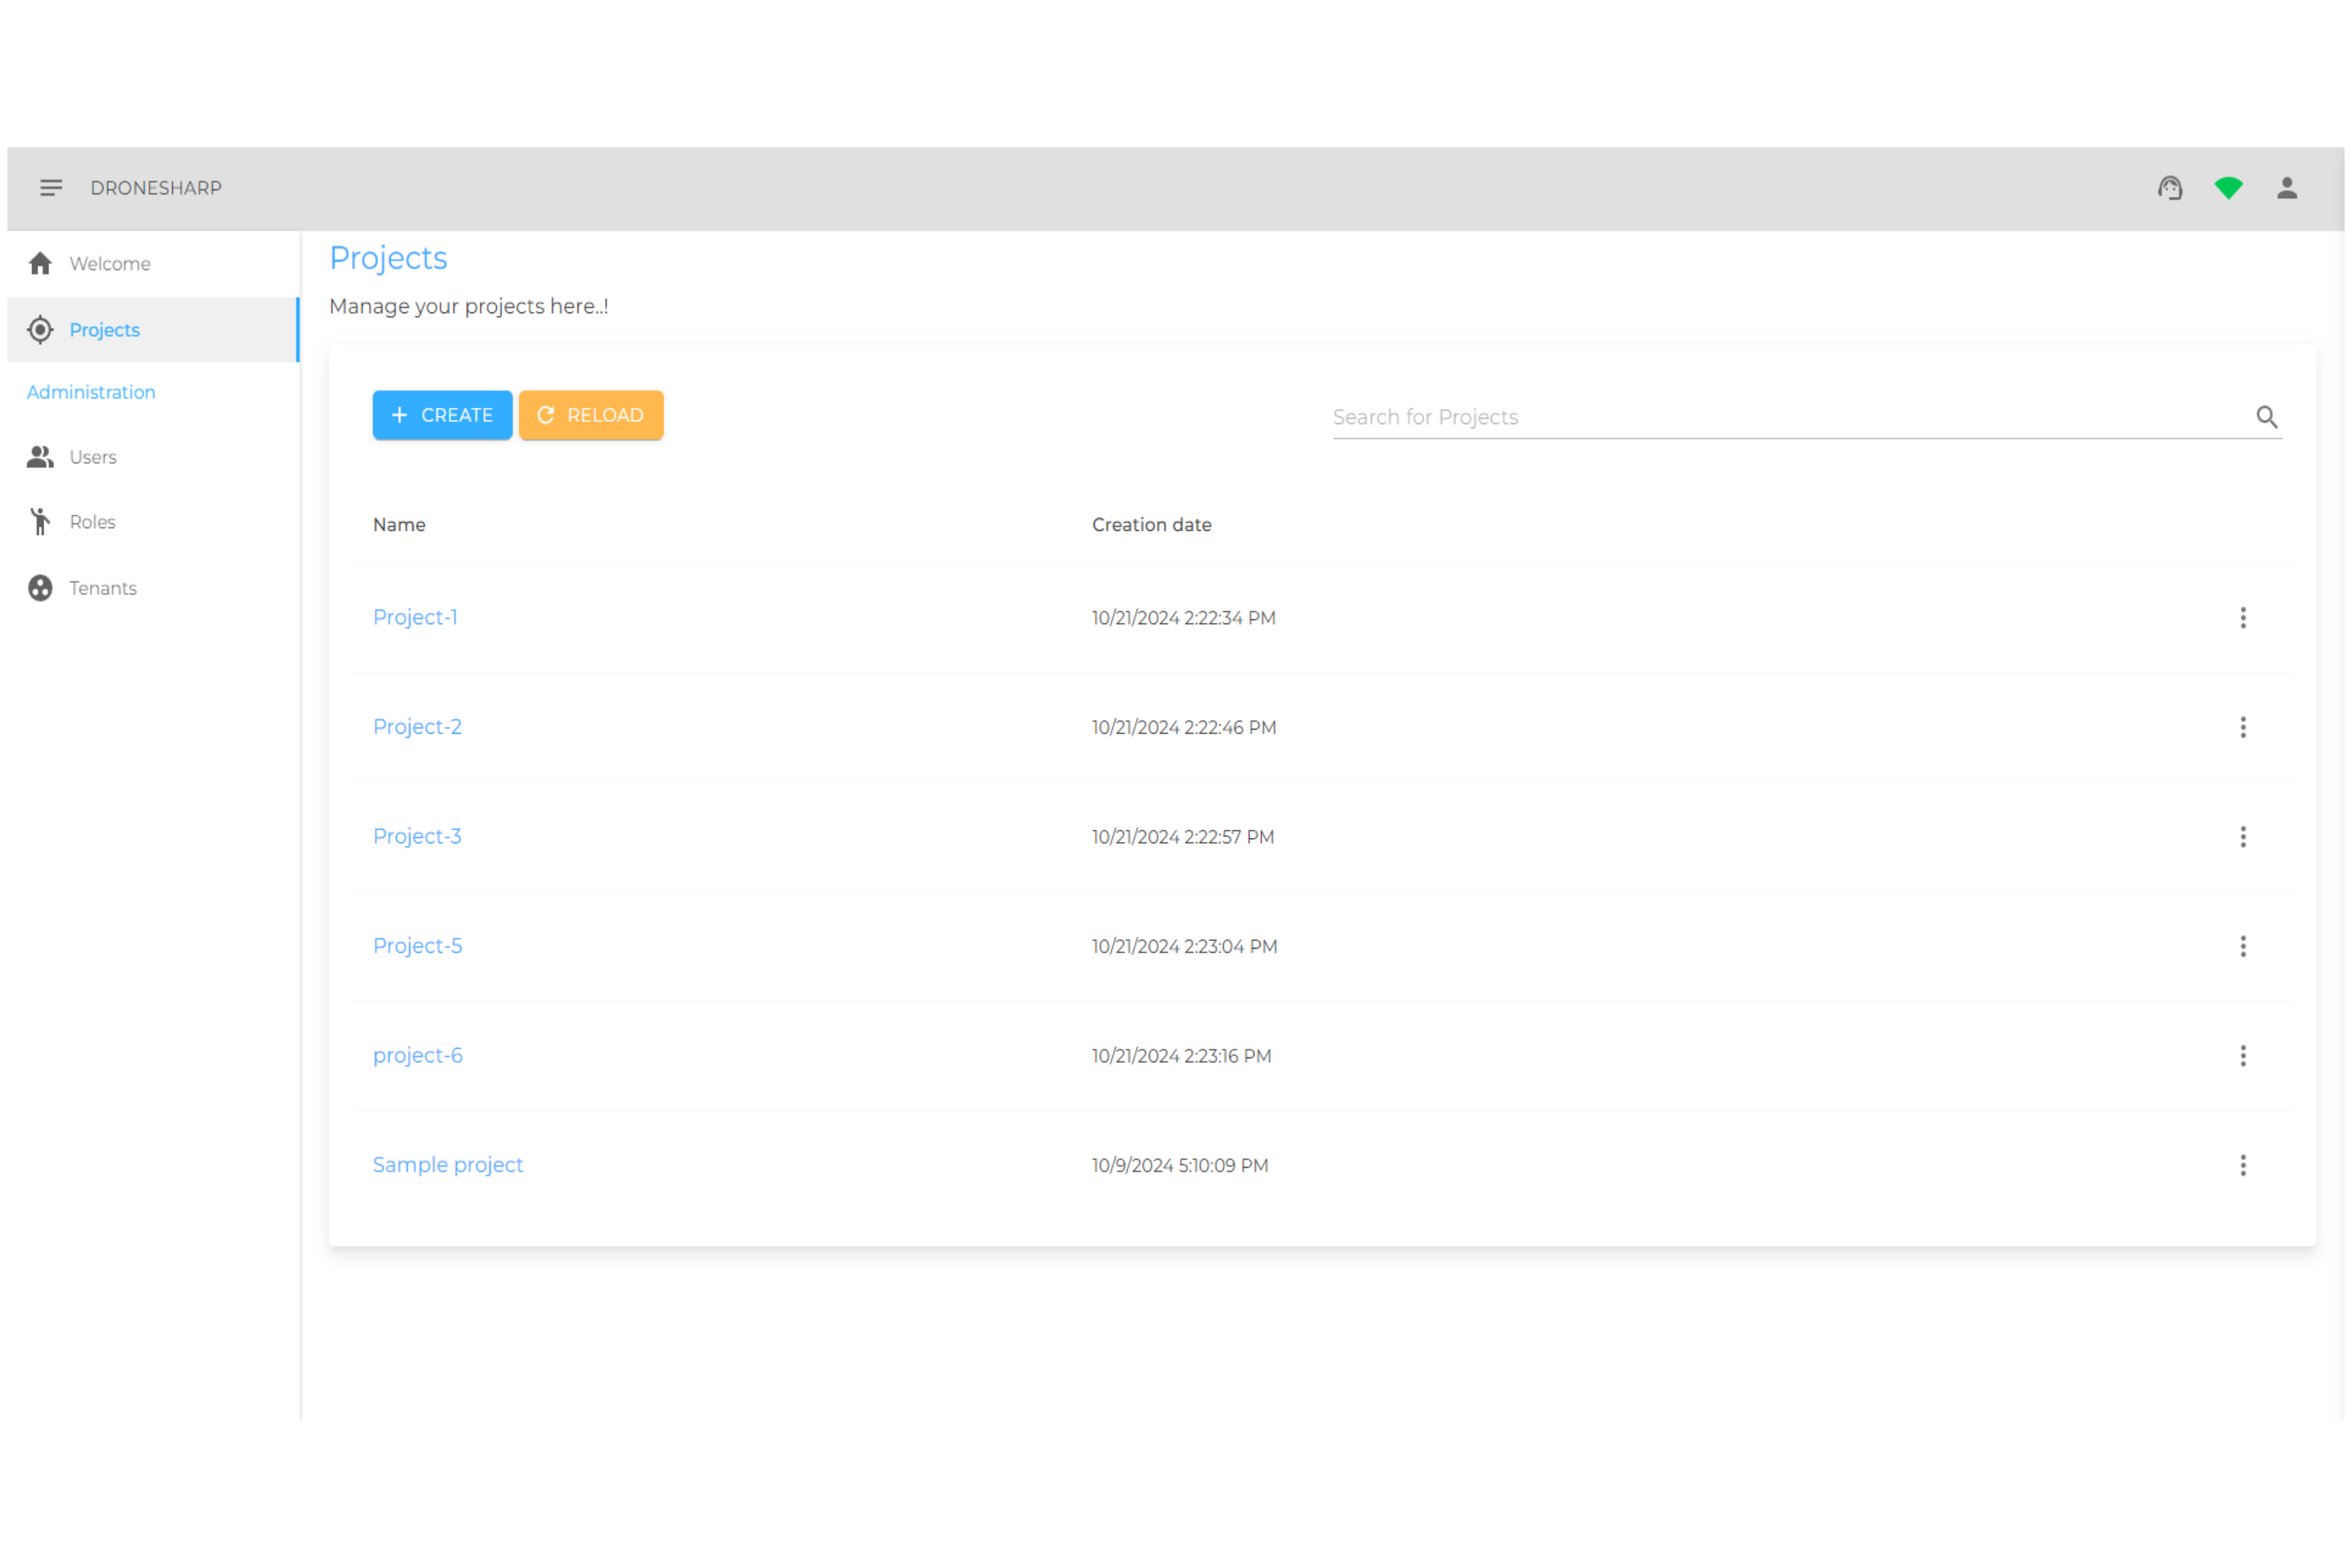 DRONESHARP
Welcome
Projects
Administration
Users
Roles
Tenants
Projects
Manage your projects here..!
CREATE RELOAD Search for Projects
Name Creation date
Project-1 10/21/2024 2:22:34 PM
Project-2 10/21/2024 2:22:46 PM
Project-3 10/21/2024 2:22:57 PM
Project-5 10/21/2024 2:23:04 PM
project-6 10/21/2024 2:23:16 PM
Sample project 10/9/2024 5:10:09 PM